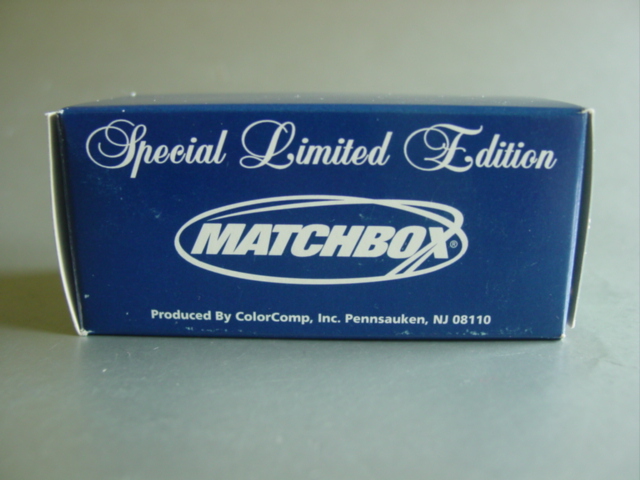 Special Limited Edition
MATCHBOX®
Produced By ColorComp, Inc. Pennsauken, NJ 08110